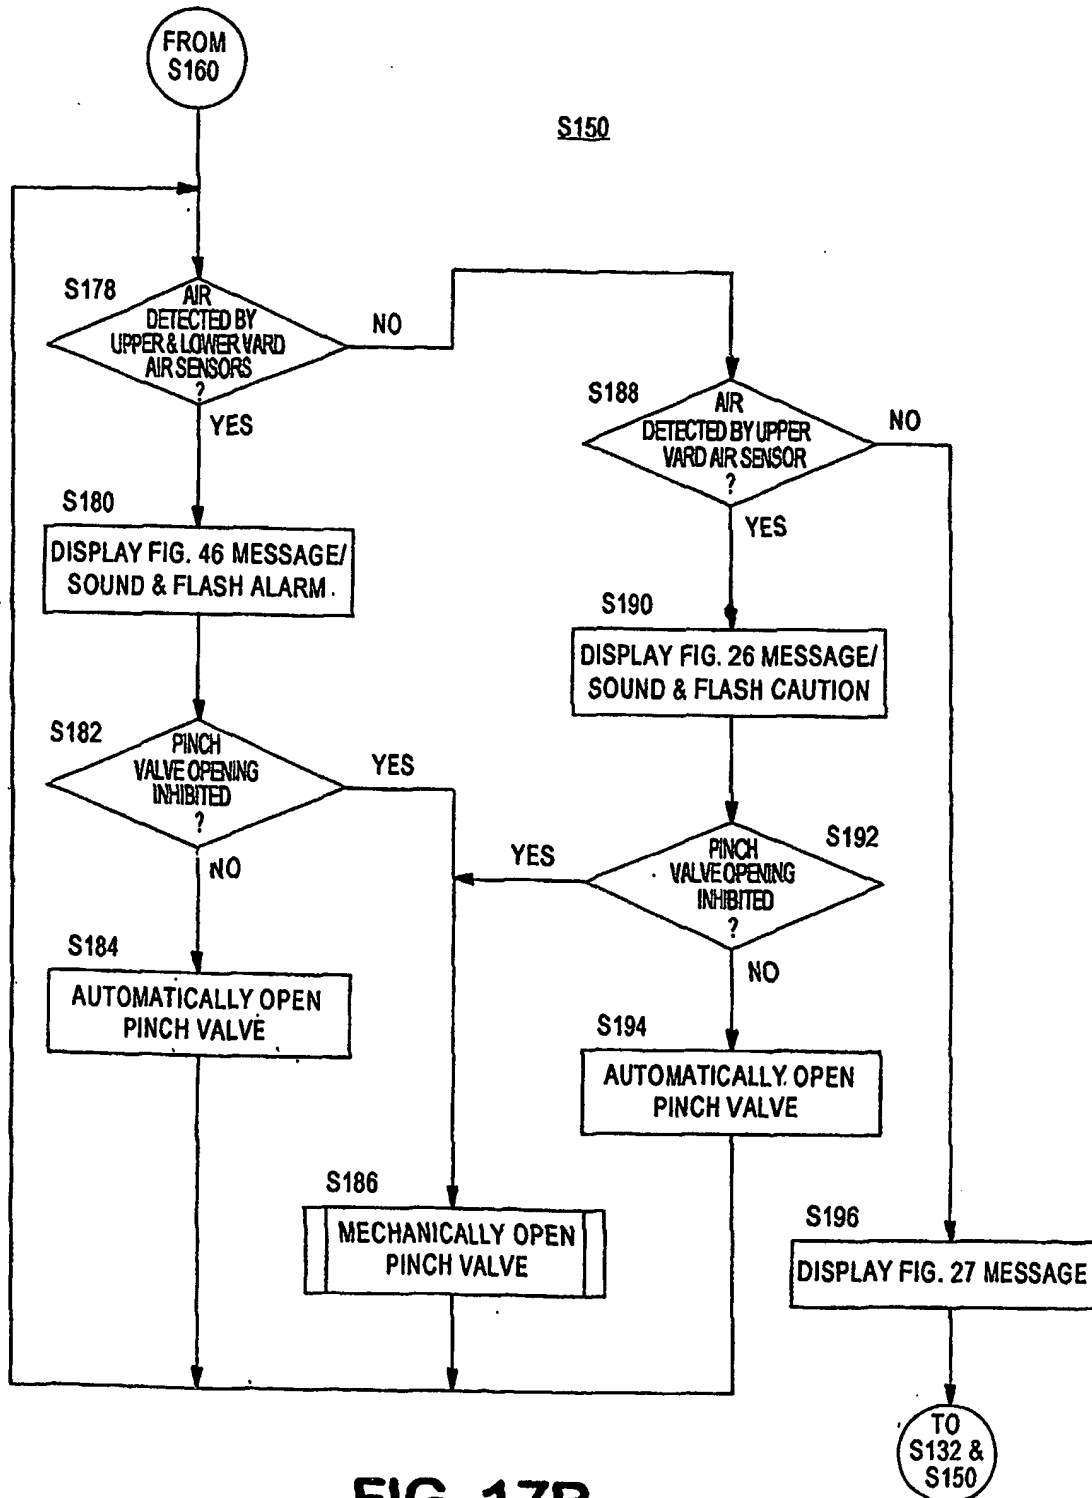 FROM
S160
S150
S178
AIR
DETECTED BY
UPPER & LOWER VARD
AIR SENSORS
?
NO
YES
S188
AIR
DETECTED BY UPPER
VARD AIR SENSOR
?
NO
YES
S180
DISPLAY FIG. 46 MESSAGE/
SOUND & FLASH ALARM
S190
DISPLAY FIG. 26 MESSAGE/
SOUND & FLASH CAUTION
S182
PINCH
VALVE OPENING
INHIBITED
?
YES
NO
S192
PINCH
VALVE OPENING
INHIBITED
?
YES
NO
S184
AUTOMATICALLY OPEN
PINCH VALVE
S194
AUTOMATICALLY OPEN
PINCH VALVE
S186
MECHANICALLY OPEN
PINCH VALVE
S196
DISPLAY FIG. 27 MESSAGE
TO
S132 &
S150
FIG. 17B